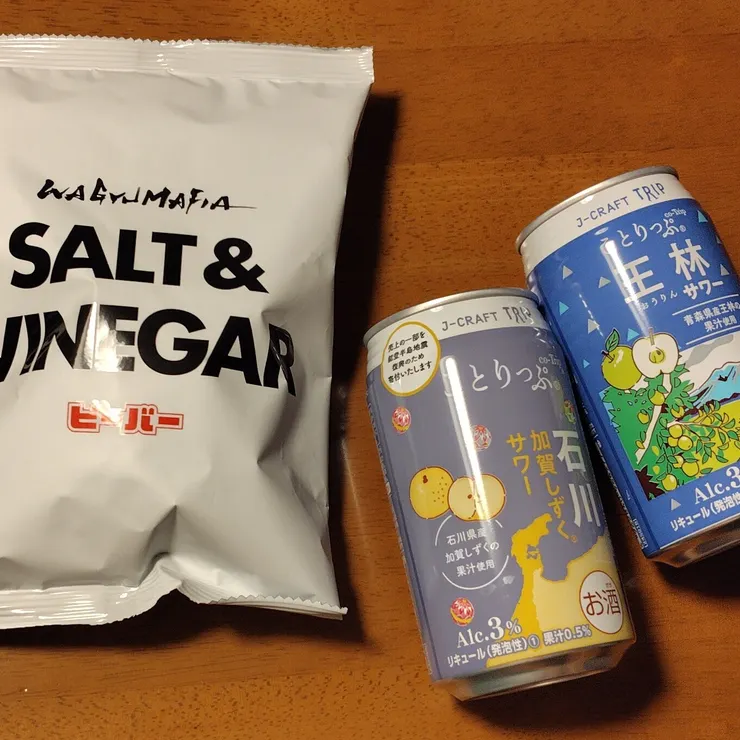 WAGYUMAFIA
SALT &
VINEGAR
ビーバー
J-CRAFT TRIP
売上の一部を
能登半島地震
復興のため
寄付いたします
co-Trip
ことりっぷ
石川
加賀しずく®
サワー
石川県産
加賀しずくの
果汁使用
お酒
Alc.3%
リキュール(発泡性)① 果汁0.5%
J-CRAFT TRIP
co-Trip
ことりっぷ®
王林
おうりん
サワー
青森県産王林の
果汁使用
Alc.3
リキュール(発泡性)